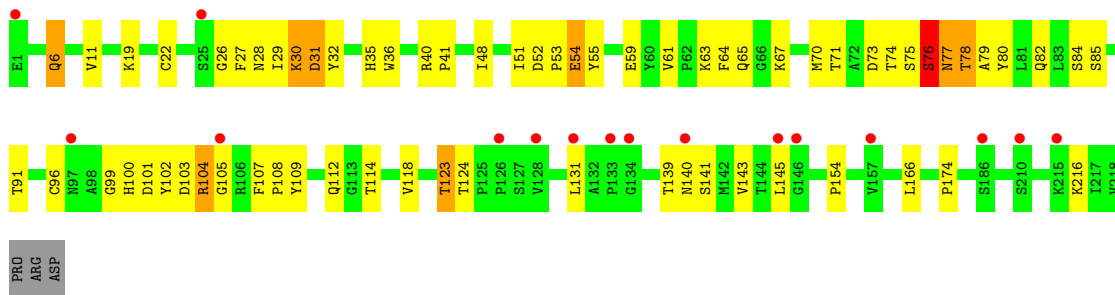 E1 Q6 V11 K19 C22 S25 G26 F27 N28 I29 K30 D31 Y32 H35 W36 R40 P41 I48 I51 D52 P53 E54 Y55 E59 Y60 V61 P62 K63 F64 Q65 G66 K67 M70 T71 A72 D73 T74 S75 S76 N77 T78 A79 Y80 L81 Q82 L83 S84 S85
T91 C96 N97 A98 G99 H100 D101 Y102 D103 R104 G105 R106 F107 P108 Y109 Q112 G113 T114 V118 T123 T124 P125 P126 S127 V128 L131 A132 P133 G134 T139 N140 S141 M142 V143 T144 L145 G146 P154 V157 L166 P174 S186 S210 K215 K216 I217
PRO ARG ASP